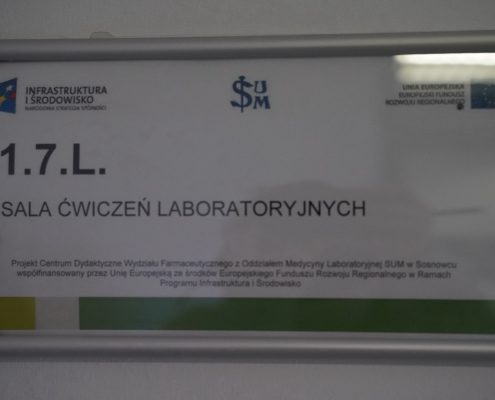 INFRASTRUKTURA
I ŚRODOWISKO
NARODOWA STRATEGIA SPÓJNOŚCI
SUM
UNIA EUROPEJSKA
EUROPEJSKI FUNDUSZ
ROZWOJU REGIONALNEGO
1.7.L.
SALA ĆWICZEŃ LABORATORYJNYCH
Projekt Centrum Dydaktyczne Wydziału Farmaceutycznego z Oddziałem Medycyny Laboratoryjnej SUM w Sosnowcu
współfinansowany przez Unię Europejską ze środków Europejskiego Funduszu Rozwoju Regionalnego w Ramach
Programu Infrastruktura i Środowisko